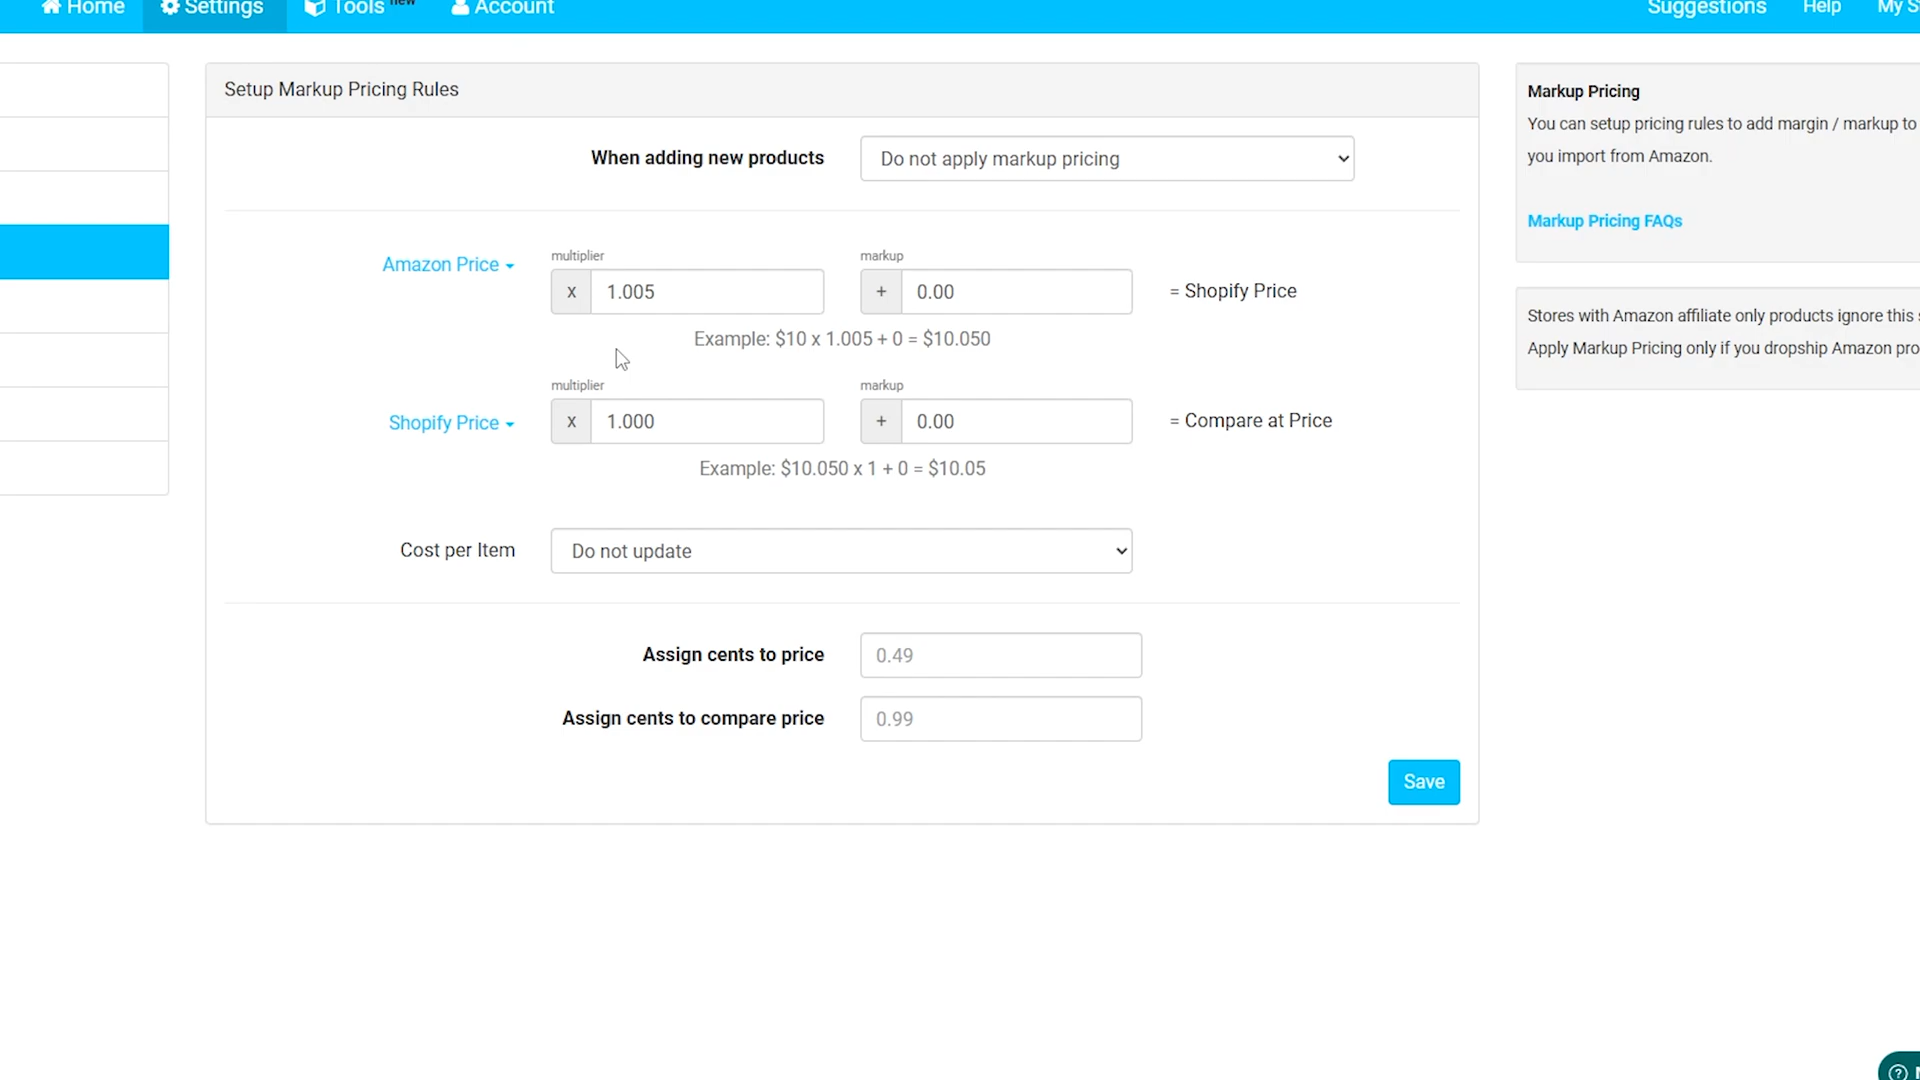 Home Settings Tools new Account Suggestions Help My S
Setup Markup Pricing Rules
When adding new products Do not apply markup pricing
Amazon Price multiplier x 1.005 markup + 0.00 = Shopify Price
Example: $10 x 1.005 + 0 = $10.050
Shopify Price multiplier x 1.000 markup + 0.00 = Compare at Price
Example: $10.050 x 1 + 0 = $10.05
Cost per Item Do not update
Assign cents to price 0.49
Assign cents to compare price 0.99
Save
Markup Pricing
You can setup pricing rules to add margin / markup to
you import from Amazon.
Markup Pricing FAQs
Stores with Amazon affiliate only products ignore this s
Apply Markup Pricing only if you dropship Amazon pro